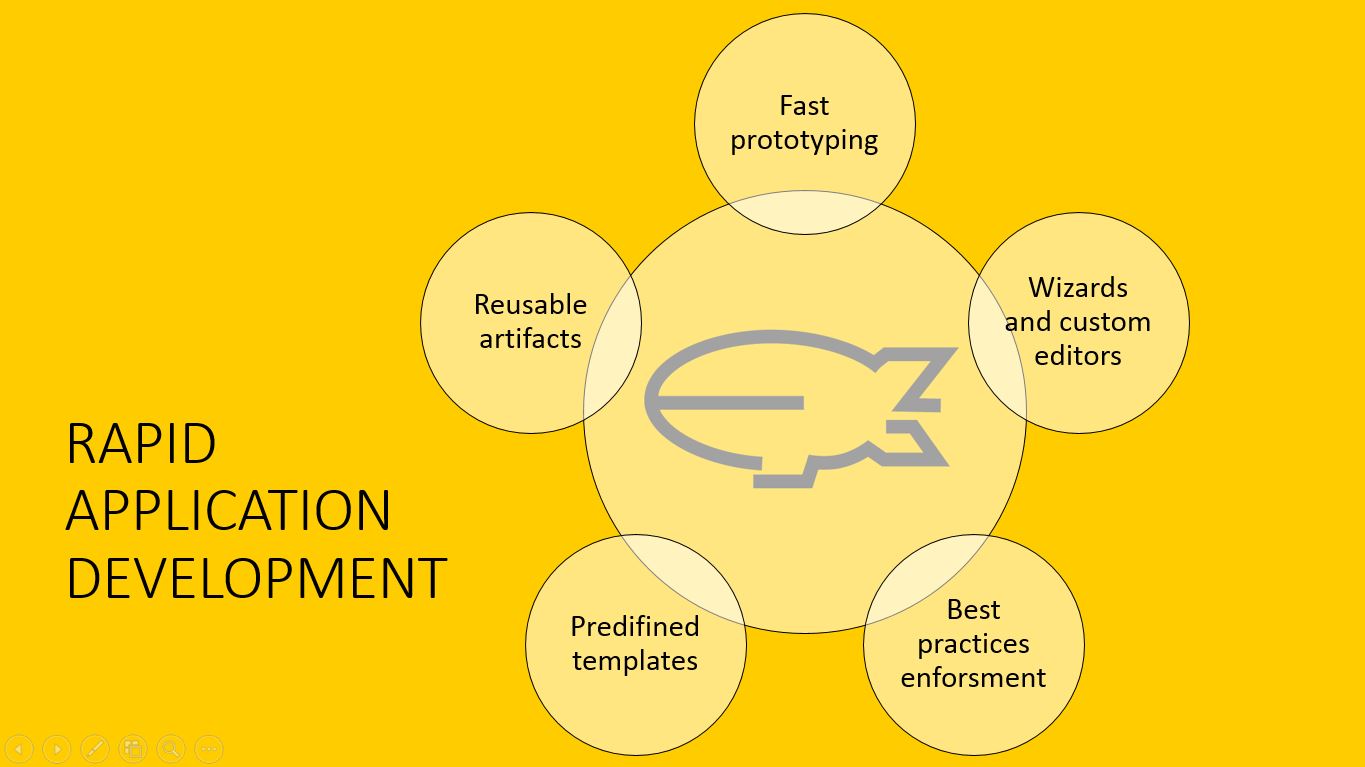 RAPID
APPLICATION
DEVELOPMENT
Fast
prototyping
Wizards
and custom
editors
Best
practices
enforsment
Predifined
templates
Reusable
artifacts